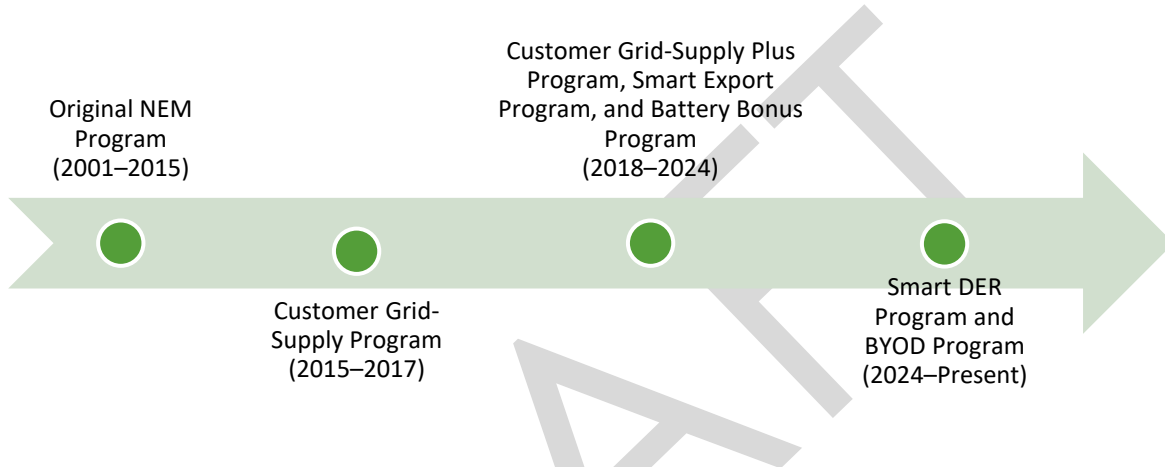 Original NEM
Program
(2001–2015)
Customer Grid-
Supply Program
(2015–2017)
Customer Grid-Supply Plus
Program, Smart Export
Program, and Battery Bonus
Program
(2018–2024)
Smart DER
Program and
BYOD Program
(2024–Present)